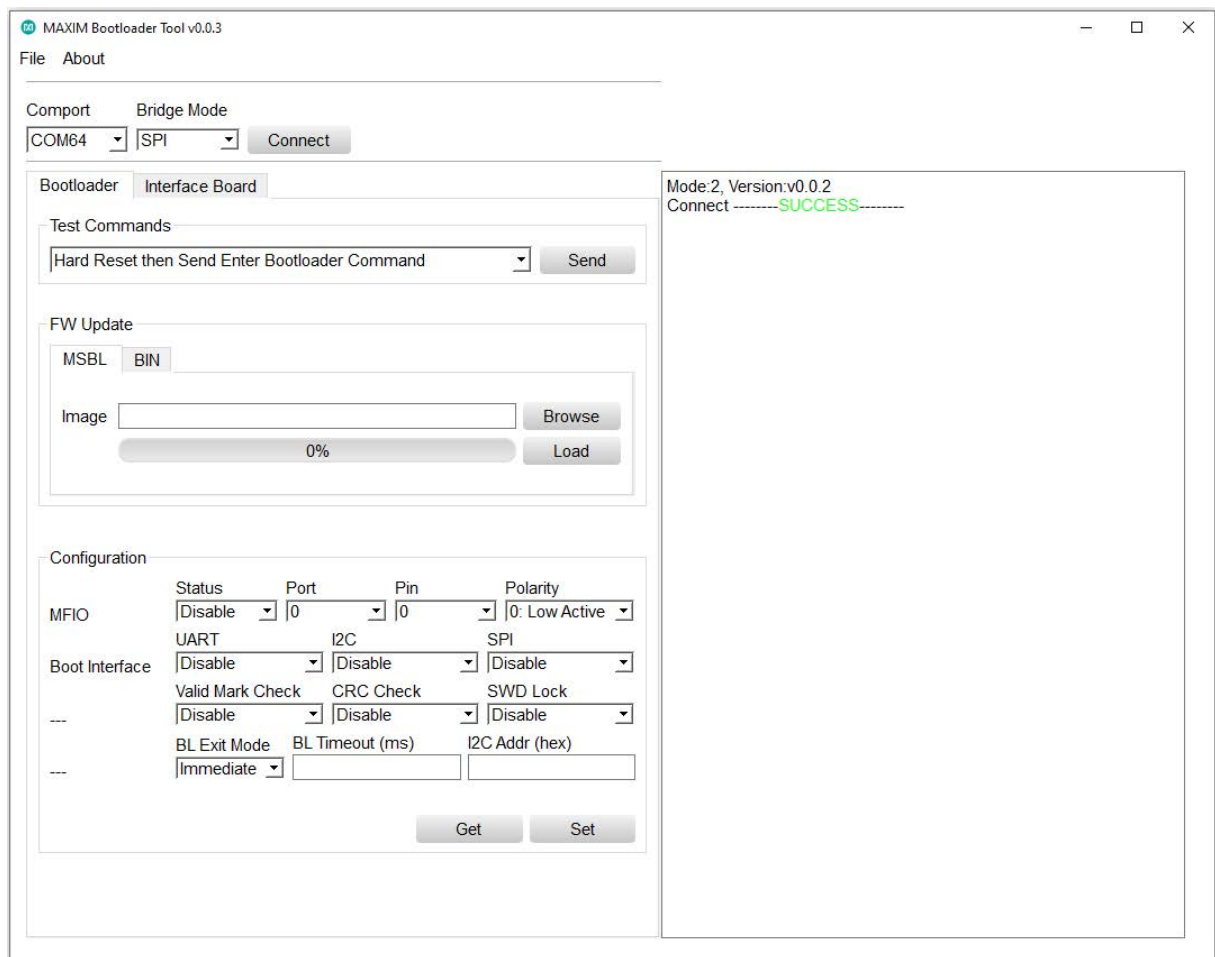 MAXIM Bootloader Tool v0.0.3
File About
Comport Bridge Mode
COM64 SPI Connect
Bootloader Interface Board
Test Commands
Hard Reset then Send Enter Bootloader Command Send
FW Update
MSBL BIN
Image Browse
0% Load
Configuration
Status Port Pin Polarity
MFIO Disable 0 0 0: Low Active
UART I2C SPI
Boot Interface Disable Disable Disable
Valid Mark Check CRC Check SWD Lock
--- Disable Disable Disable
BL Exit Mode BL Timeout (ms) I2C Addr (hex)
--- Immediate
Get Set
Mode:2, Version:v0.0.2
Connect --------SUCCESS--------